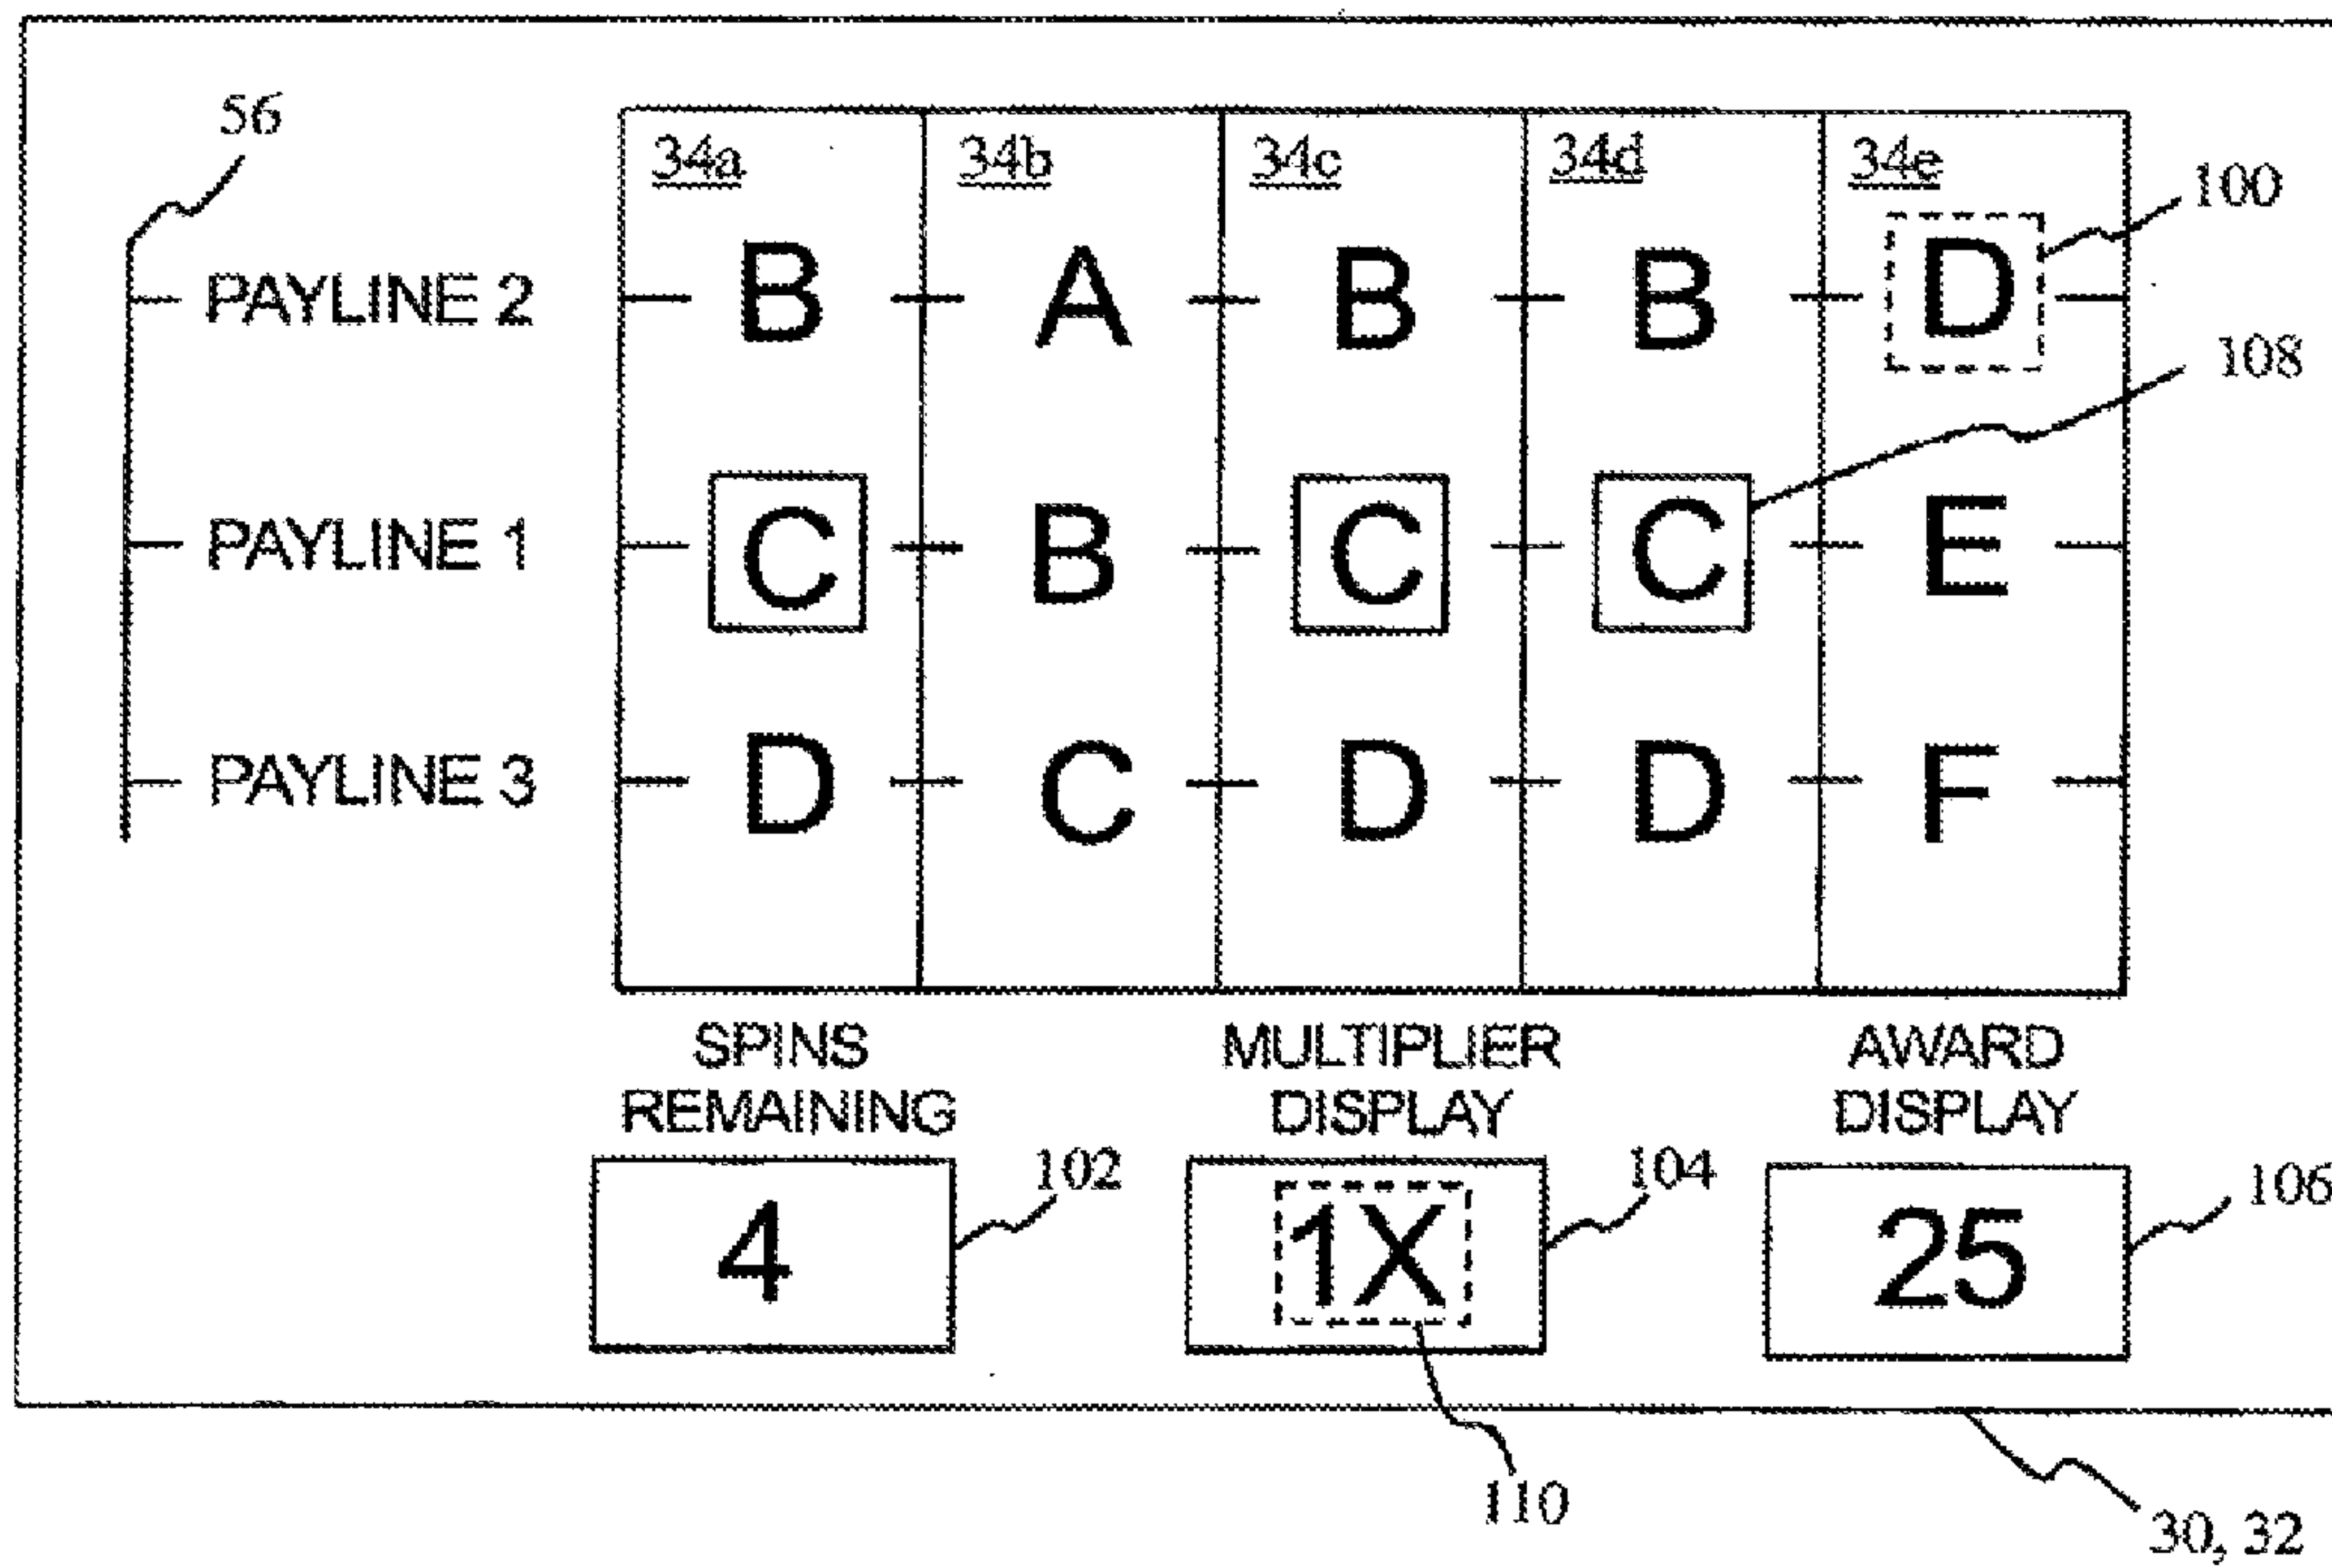 56
34a 34b 34c 34d 34e
100
PAYLINE 2 B A B B D
108
PAYLINE 1 C B C C E
PAYLINE 3 D C D D F
SPINS MULTIPLIER AWARD
REMAINING DISPLAY DISPLAY
102 104 106
4 1X 25
110
30, 32